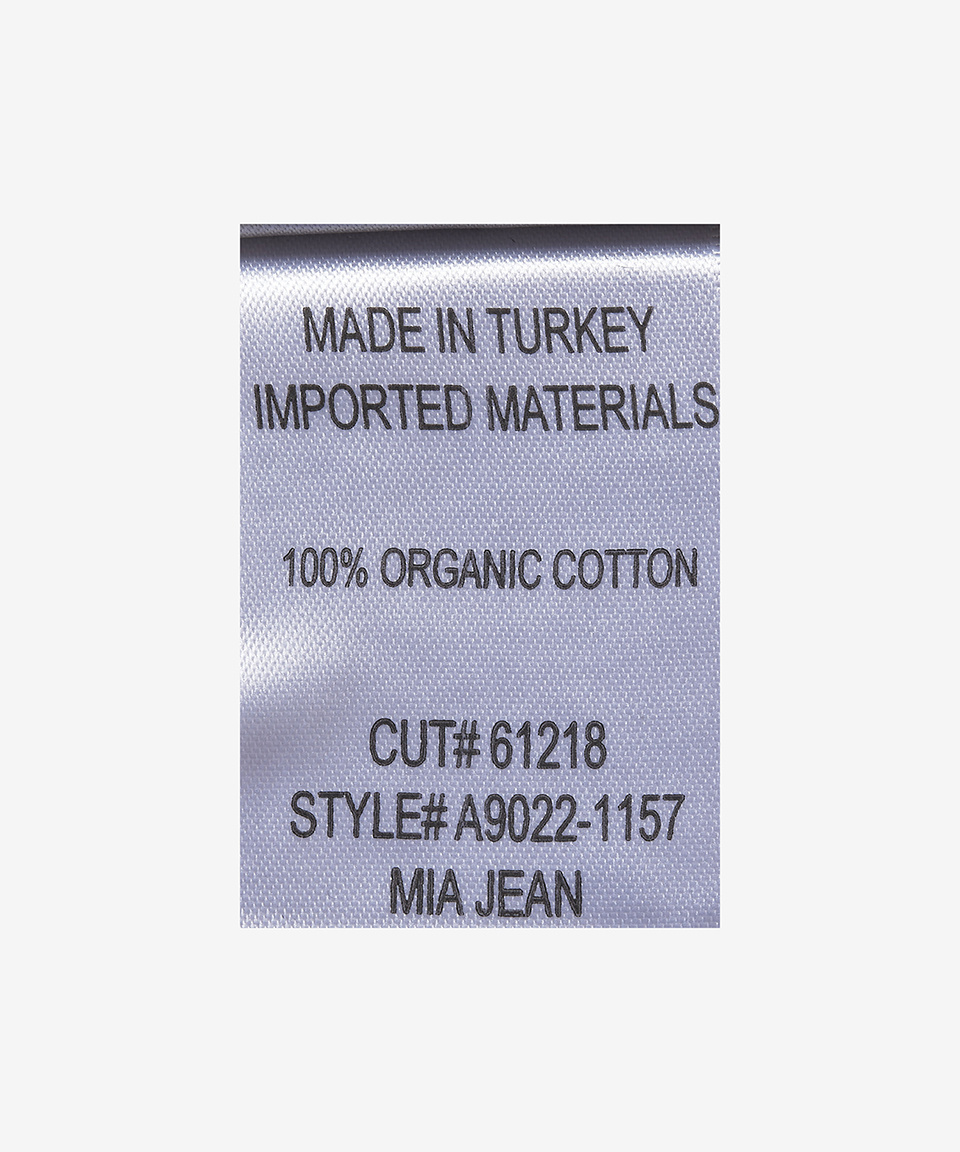 MADE IN TURKEY
IMPORTED MATERIALS
100% ORGANIC COTTON
CUT# 61218
STYLE# A9022-1157
MIA JEAN